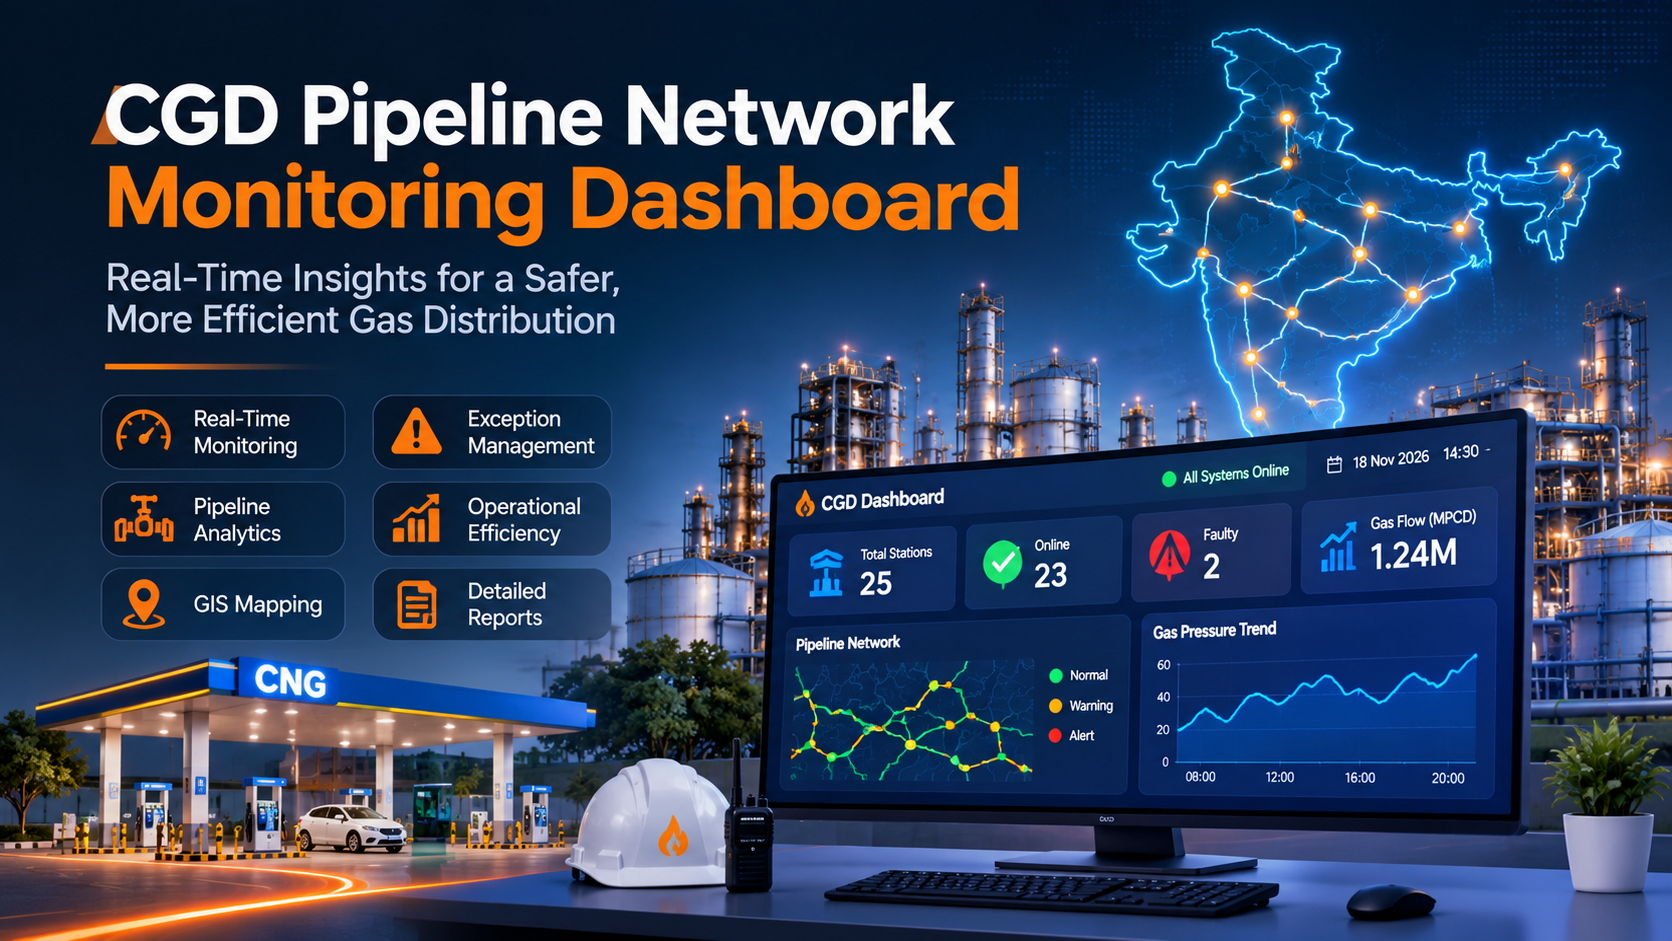 CGD Pipeline Network
Monitoring Dashboard
Real-Time Insights for a Safer,
More Efficient Gas Distribution
Real-Time
Monitoring
Exception
Management
Pipeline
Analytics
Operational
Efficiency
GIS Mapping
Detailed
Reports
CNG
CGD Dashboard
All Systems Online
18 Nov 2026 14:30
Total Stations
25
Online
23
Faulty
2
Gas Flow (MPCD)
1.24M
Pipeline Network
Normal
Warning
Alert
Gas Pressure Trend
60
40
20
0
08:00 12:00 16:00 20:00